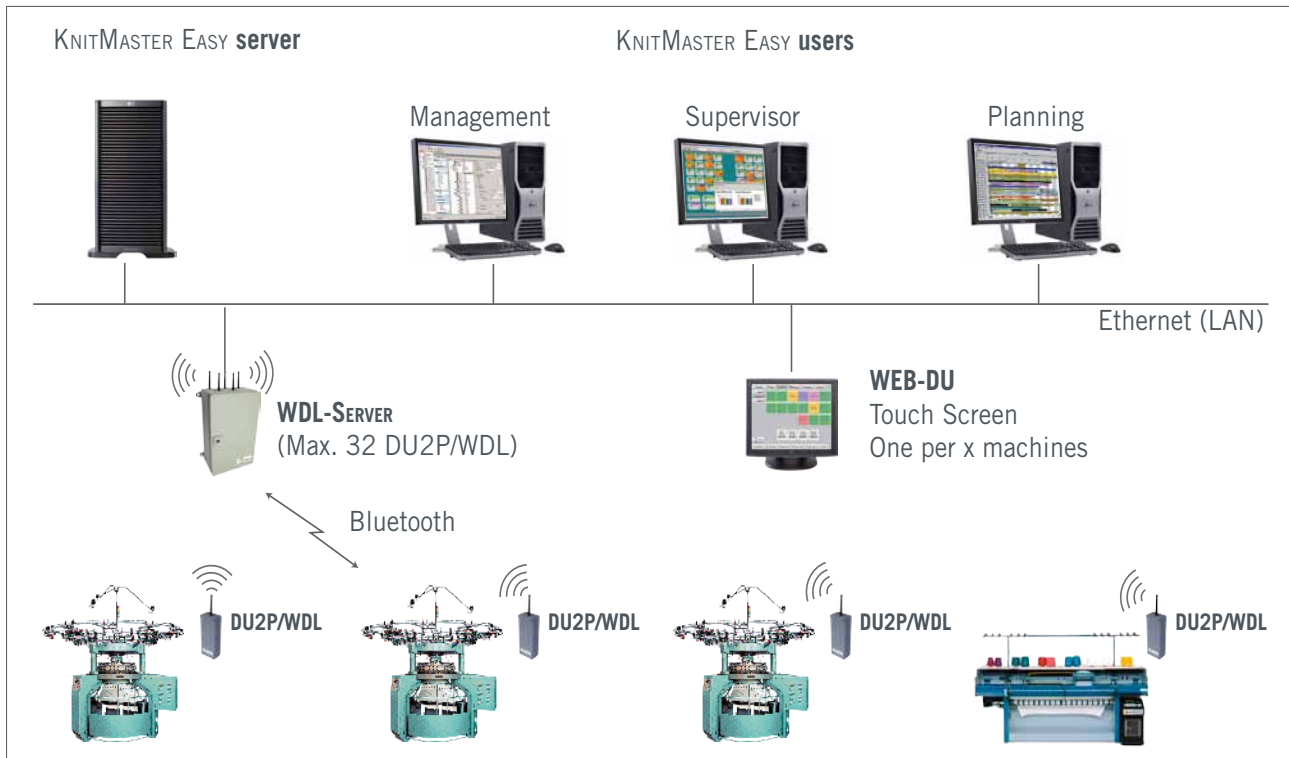 KNITMASTER EASY server
KNITMASTER EASY users
Management
Supervisor
Planning
Ethernet (LAN)
WDL-SERVER
(Max. 32 DU2P/WDL)
WEB-DU
Touch Screen
One per x machines
Bluetooth
DU2P/WDL
DU2P/WDL
DU2P/WDL
DU2P/WDL